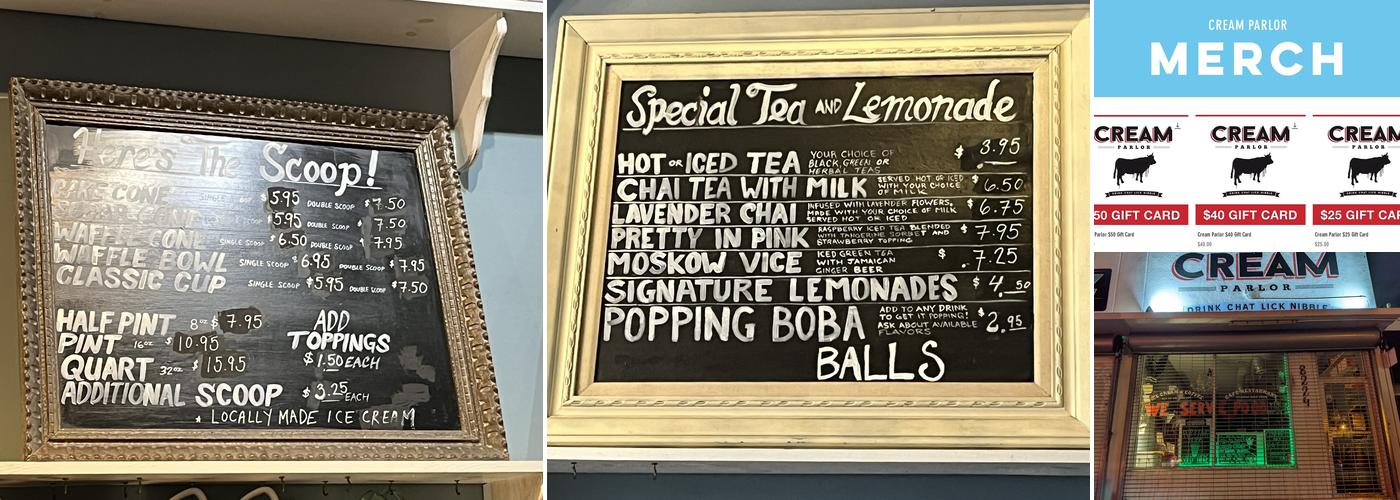 Here's The Scoop!
CAKE CONE SINGLE SCOOP $5.95 DOUBLE SCOOP $7.50
$5.95 DOUBLE SCOOP $7.50
WAFFLE CONE SINGLE SCOOP $6.50 DOUBLE SCOOP $7.95
WAFFLE BOWL SINGLE SCOOP $6.95 DOUBLE SCOOP $7.95
CLASSIC CUP SINGLE SCOOP $5.95 DOUBLE SCOOP $7.50
HALF PINT 8oz $7.95
PINT 16oz $10.95
QUART 32oz $15.95
ADD
TOPPINGS
$1.50 EACH
ADDITIONAL SCOOP $3.25 EACH
* LOCALLY MADE ICE CREAM
Special Tea AND Lemonade
HOT OR ICED TEA YOUR CHOICE OF $3.95
BLACK, GREEN, OR
HERBAL TEAS
CHAI TEA WITH MILK SERVED HOT OR ICED $6.50
WITH YOUR CHOICE
OF MILK
LAVENDER CHAI INFUSED WITH LAVENDER FLOWERS, $6.75
MADE WITH YOUR CHOICE OF MILK
SERVED HOT OR ICED
PRETTY IN PINK RASPBERRY ICED TEA BLENDED $7.95
WITH TANGERINE SORBET AND
STRAWBERRY TOPPING
MOSKOW VICE ICED GREEN TEA $7.25
WITH JAMAICAN
GINGER BEER
SIGNATURE LEMONADES $4.50
POPPING BOBA ADD TO ANY DRINK $2.95
TO GET IT POPPING!
ASK ABOUT AVAILABLE
FLAVORS
BALLS
CREAM PARLOR
MERCH
CREAM
PARLOR
50 GIFT CARD
Parlor $50 Gift Card
CREAM
PARLOR
DRINK CHAT LICK NIBBLE
$40 GIFT CARD
Cream Parlor $40 Gift Card
$40.00
CREAM
PARLOR
$25 GIFT CARD
Cream Parlor $25 Gift Card
$25.00
CREAM
PARLOR
DRINK CHAT LICK NIBBLE
WE SERVE FOOD